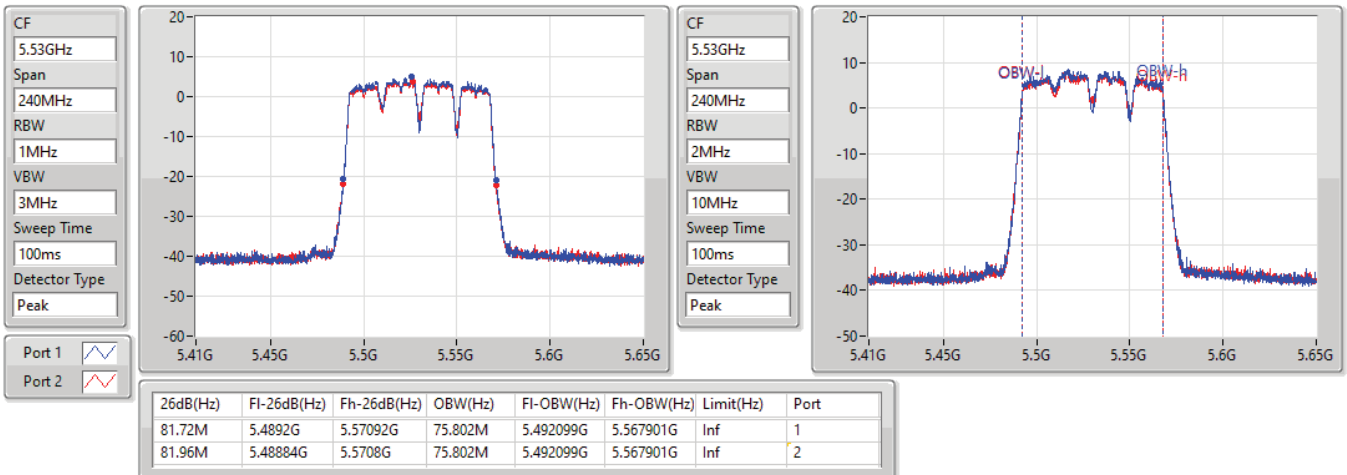 CF
5.53GHz
Span
240MHz
RBW
1MHz
VBW
3MHz
Sweep Time
100ms
Detector Type
Peak
Port 1
Port 2
20-
10-
0-
-10-
-20-
-30-
-40-
-50-
-60-
5.41G 5.45G 5.5G 5.55G 5.6G 5.65G
CF
5.53GHz
Span
240MHz
RBW
2MHz
VBW
10MHz
Sweep Time
100ms
Detector Type
Peak
20-
10-
0-
-10-
-20-
-30-
-40-
-50-
OBW-l OBW-h
5.41G 5.45G 5.5G 5.55G 5.6G 5.65G
26dB(Hz) Fl-26dB(Hz) Fh-26dB(Hz) OBW(Hz) Fl-OBW(Hz) Fh-OBW(Hz) Limit(Hz) Port
81.72M 5.4892G 5.57092G 75.802M 5.492099G 5.567901G Inf 1
81.96M 5.48884G 5.5708G 75.802M 5.492099G 5.567901G Inf 2